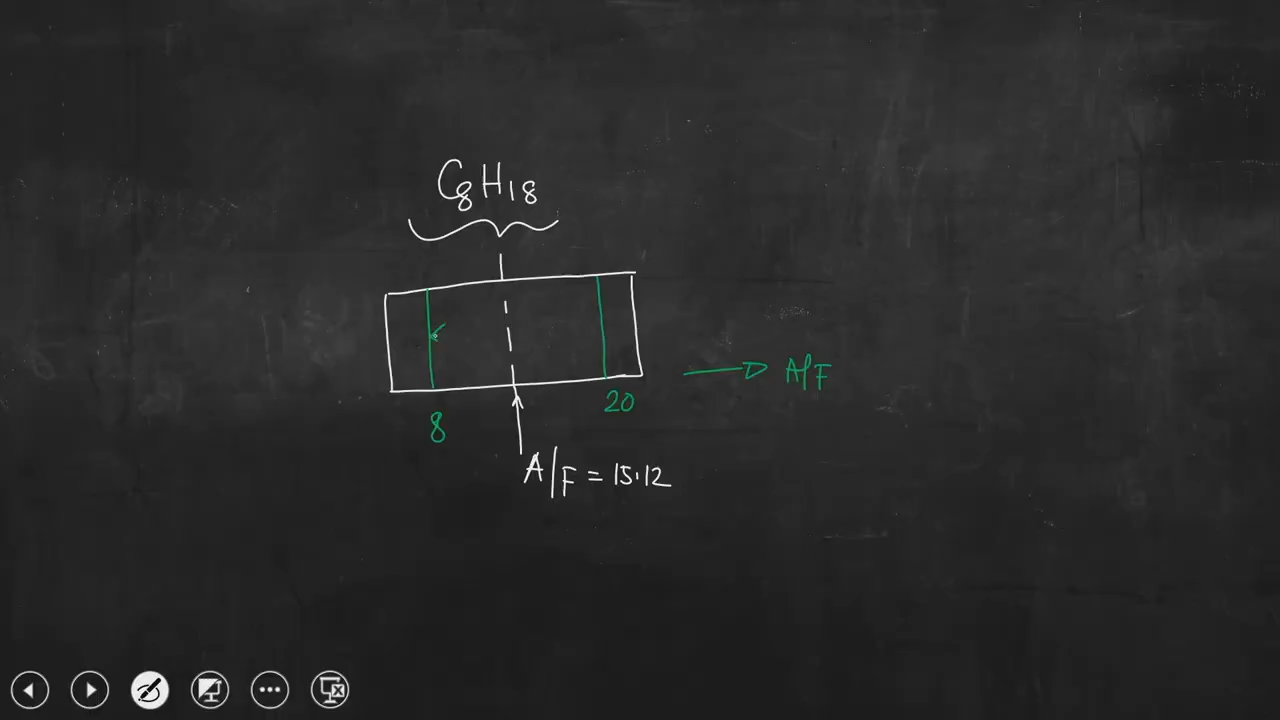 C8H18
A/F
20
8
A/F = 15.12